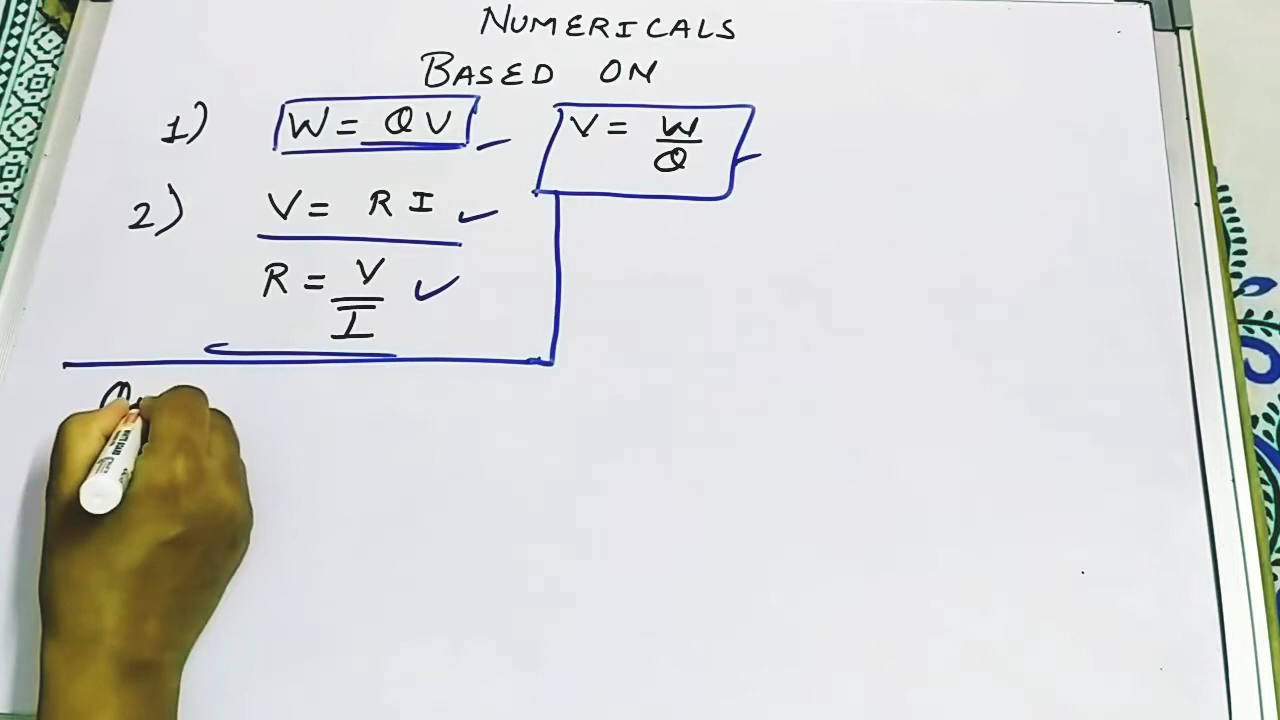 NUMERICALS
BASED ON
1) W = QV V = W/Q
2) V = RI
R = V/I
Q